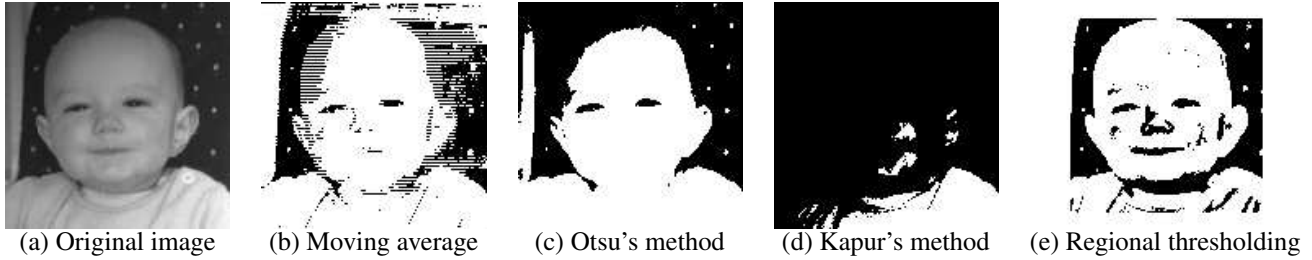 (a) Original image (b) Moving average (c) Otsu's method (d) Kapur's method (e) Regional thresholding